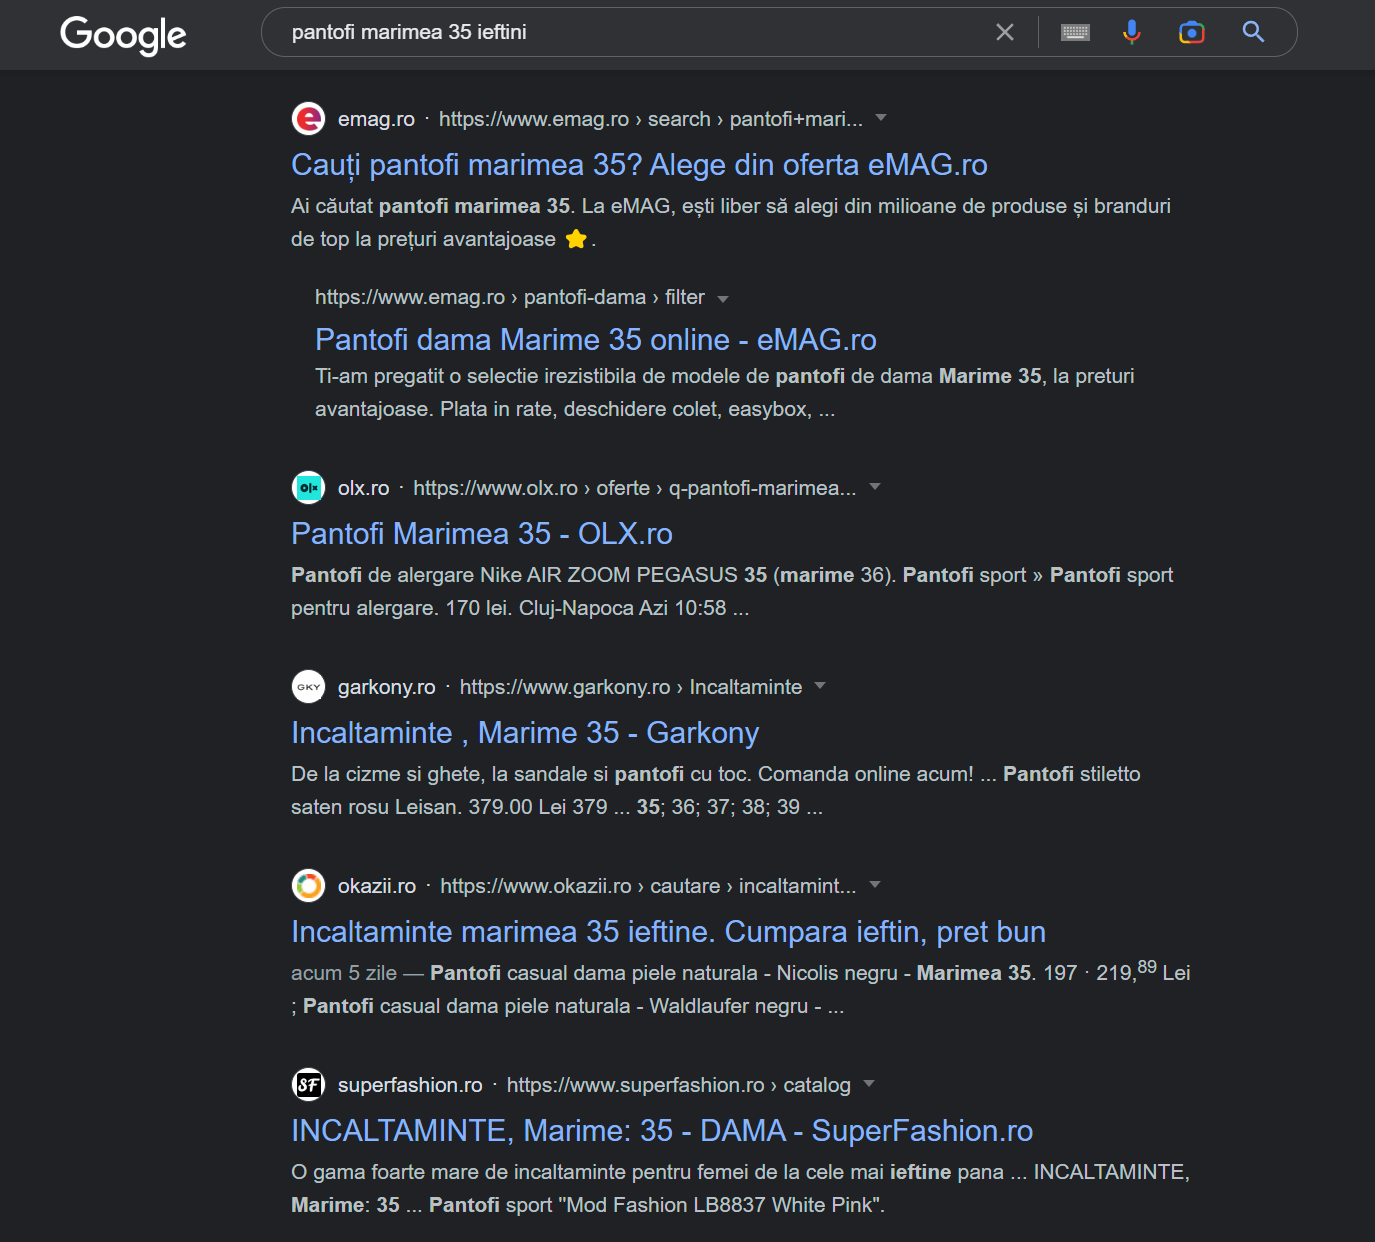 Google
pantofi marimea 35 ieftini
emag.ro · https://www.emag.ro › search › pantofi+mari...
Cauți pantofi marimea 35? Alege din oferta eMAG.ro
Ai căutat pantofi marimea 35. La eMAG, ești liber să alegi din milioane de produse și branduri
de top la prețuri avantajoase ⭐.
https://www.emag.ro › pantofi-dama › filter
Pantofi dama Marime 35 online - eMAG.ro
Ti-am pregatit o selectie irezistibila de modele de pantofi de dama Marime 35, la preturi
avantajoase. Plata in rate, deschidere colet, easybox, ...
olx
olx.ro · https://www.olx.ro › oferte › q-pantofi-marimea...
Pantofi Marimea 35 - OLX.ro
Pantofi de alergare Nike AIR ZOOM PEGASUS 35 (marime 36). Pantofi sport » Pantofi sport
pentru alergare. 170 lei. Cluj-Napoca Azi 10:58 ...
GKY
garkony.ro · https://www.garkony.ro › Incaltaminte
Incaltaminte , Marime 35 - Garkony
De la cizme si ghete, la sandale si pantofi cu toc. Comanda online acum! ... Pantofi stiletto
saten rosu Leisan. 379.00 Lei 379 ... 35; 36; 37; 38; 39 ...
okazii.ro · https://www.okazii.ro › cautare › incaltamint...
Incaltaminte marimea 35 ieftine. Cumpara ieftin, pret bun
acum 5 zile — Pantofi casual dama piele naturala - Nicolis negru - Marimea 35. 197 · 219,89 Lei
; Pantofi casual dama piele naturala - Waldlaufer negru - ...
SF
superfashion.ro · https://www.superfashion.ro › catalog
INCALTAMINTE, Marime: 35 - DAMA - SuperFashion.ro
O gama foarte mare de incaltaminte pentru femei de la cele mai ieftine pana ... INCALTAMINTE,
Marime: 35 ... Pantofi sport "Mod Fashion LB8837 White Pink".